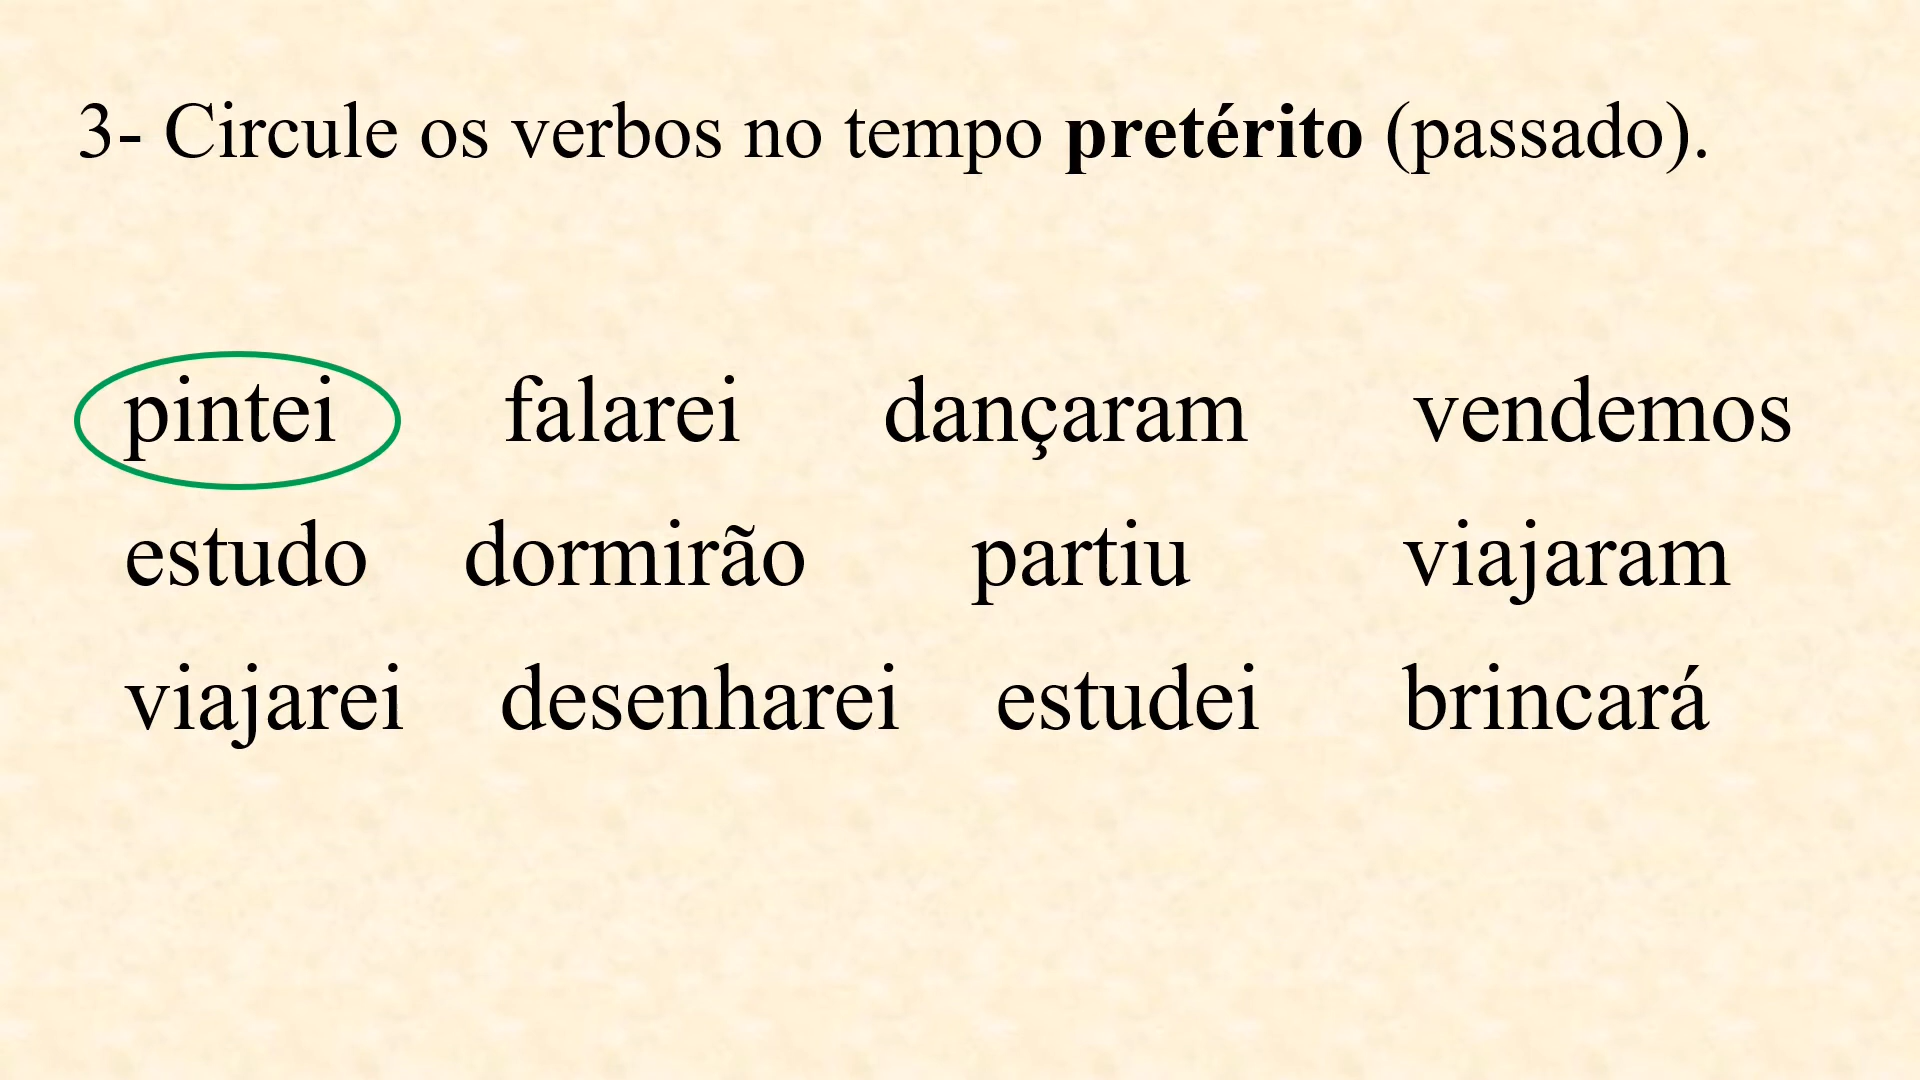 3- Circule os verbos no tempo pretérito (passado).
pintei falarei dançaram vendemos
estudo dormirão partiu viajaram
viajarei desenharei estudei brincará